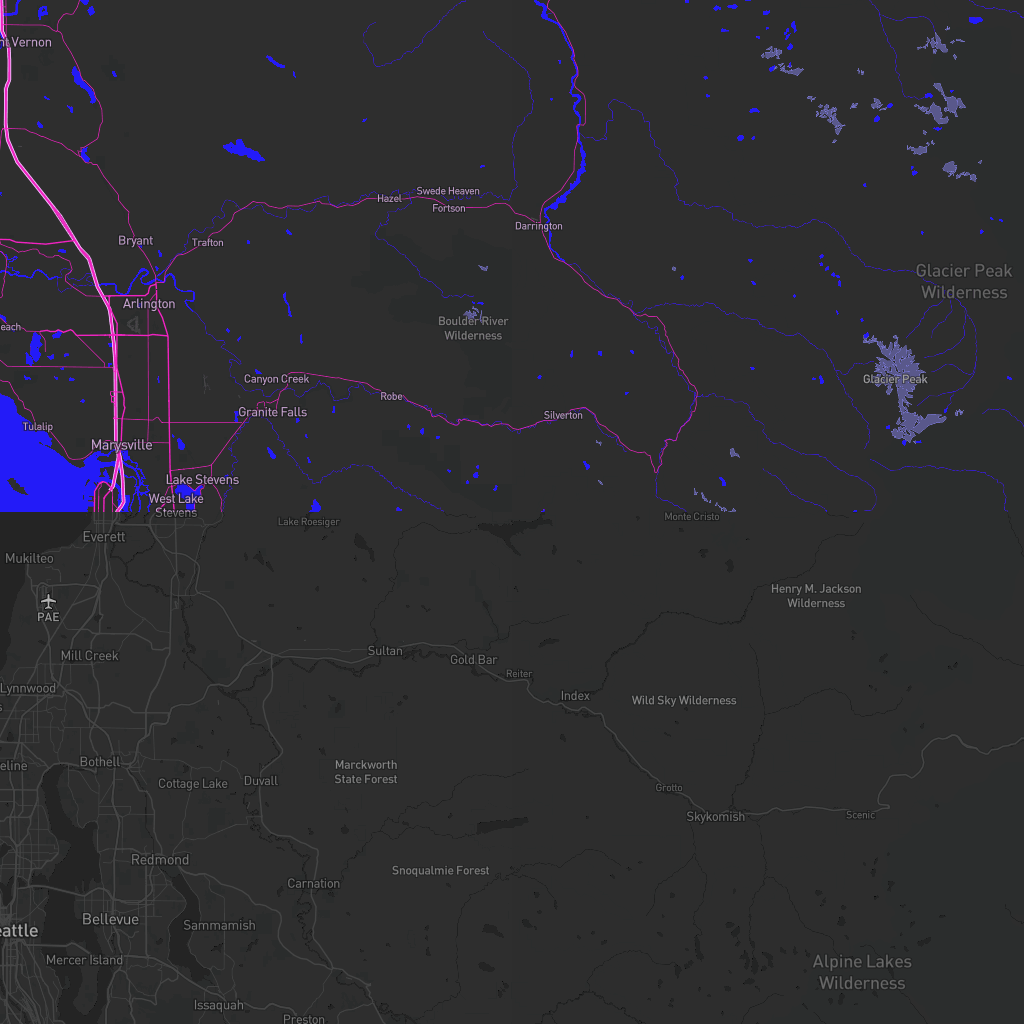 nt Vernon
Swede Heaven
Hazel
Fortson
Darrington
Bryant
Trafton
Glacier Peak
Wilderness
Arlington
each
Boulder River
Wilderness
Canyon Creek
Glacier Peak
Robe
Granite Falls
Silverton
Tulalip
Marysville
Lake Stevens
West Lake
Stevens
Lake Roesiger
Monte Cristo
Everett
Mukilteo
Henry M. Jackson
Wilderness
PAE
Mill Creek
Sultan
Gold Bar
Reiter
Lynnwood
Index
Wild Sky Wilderness
s
eline
Bothell
Marckworth
State Forest
Cottage Lake
Duvall
Grotto
Skykomish
Scenic
Redmond
Snoqualmie Forest
Carnation
Bellevue
Sammamish
eattle
Mercer Island
Alpine Lakes
Wilderness
Issaquah
Preston